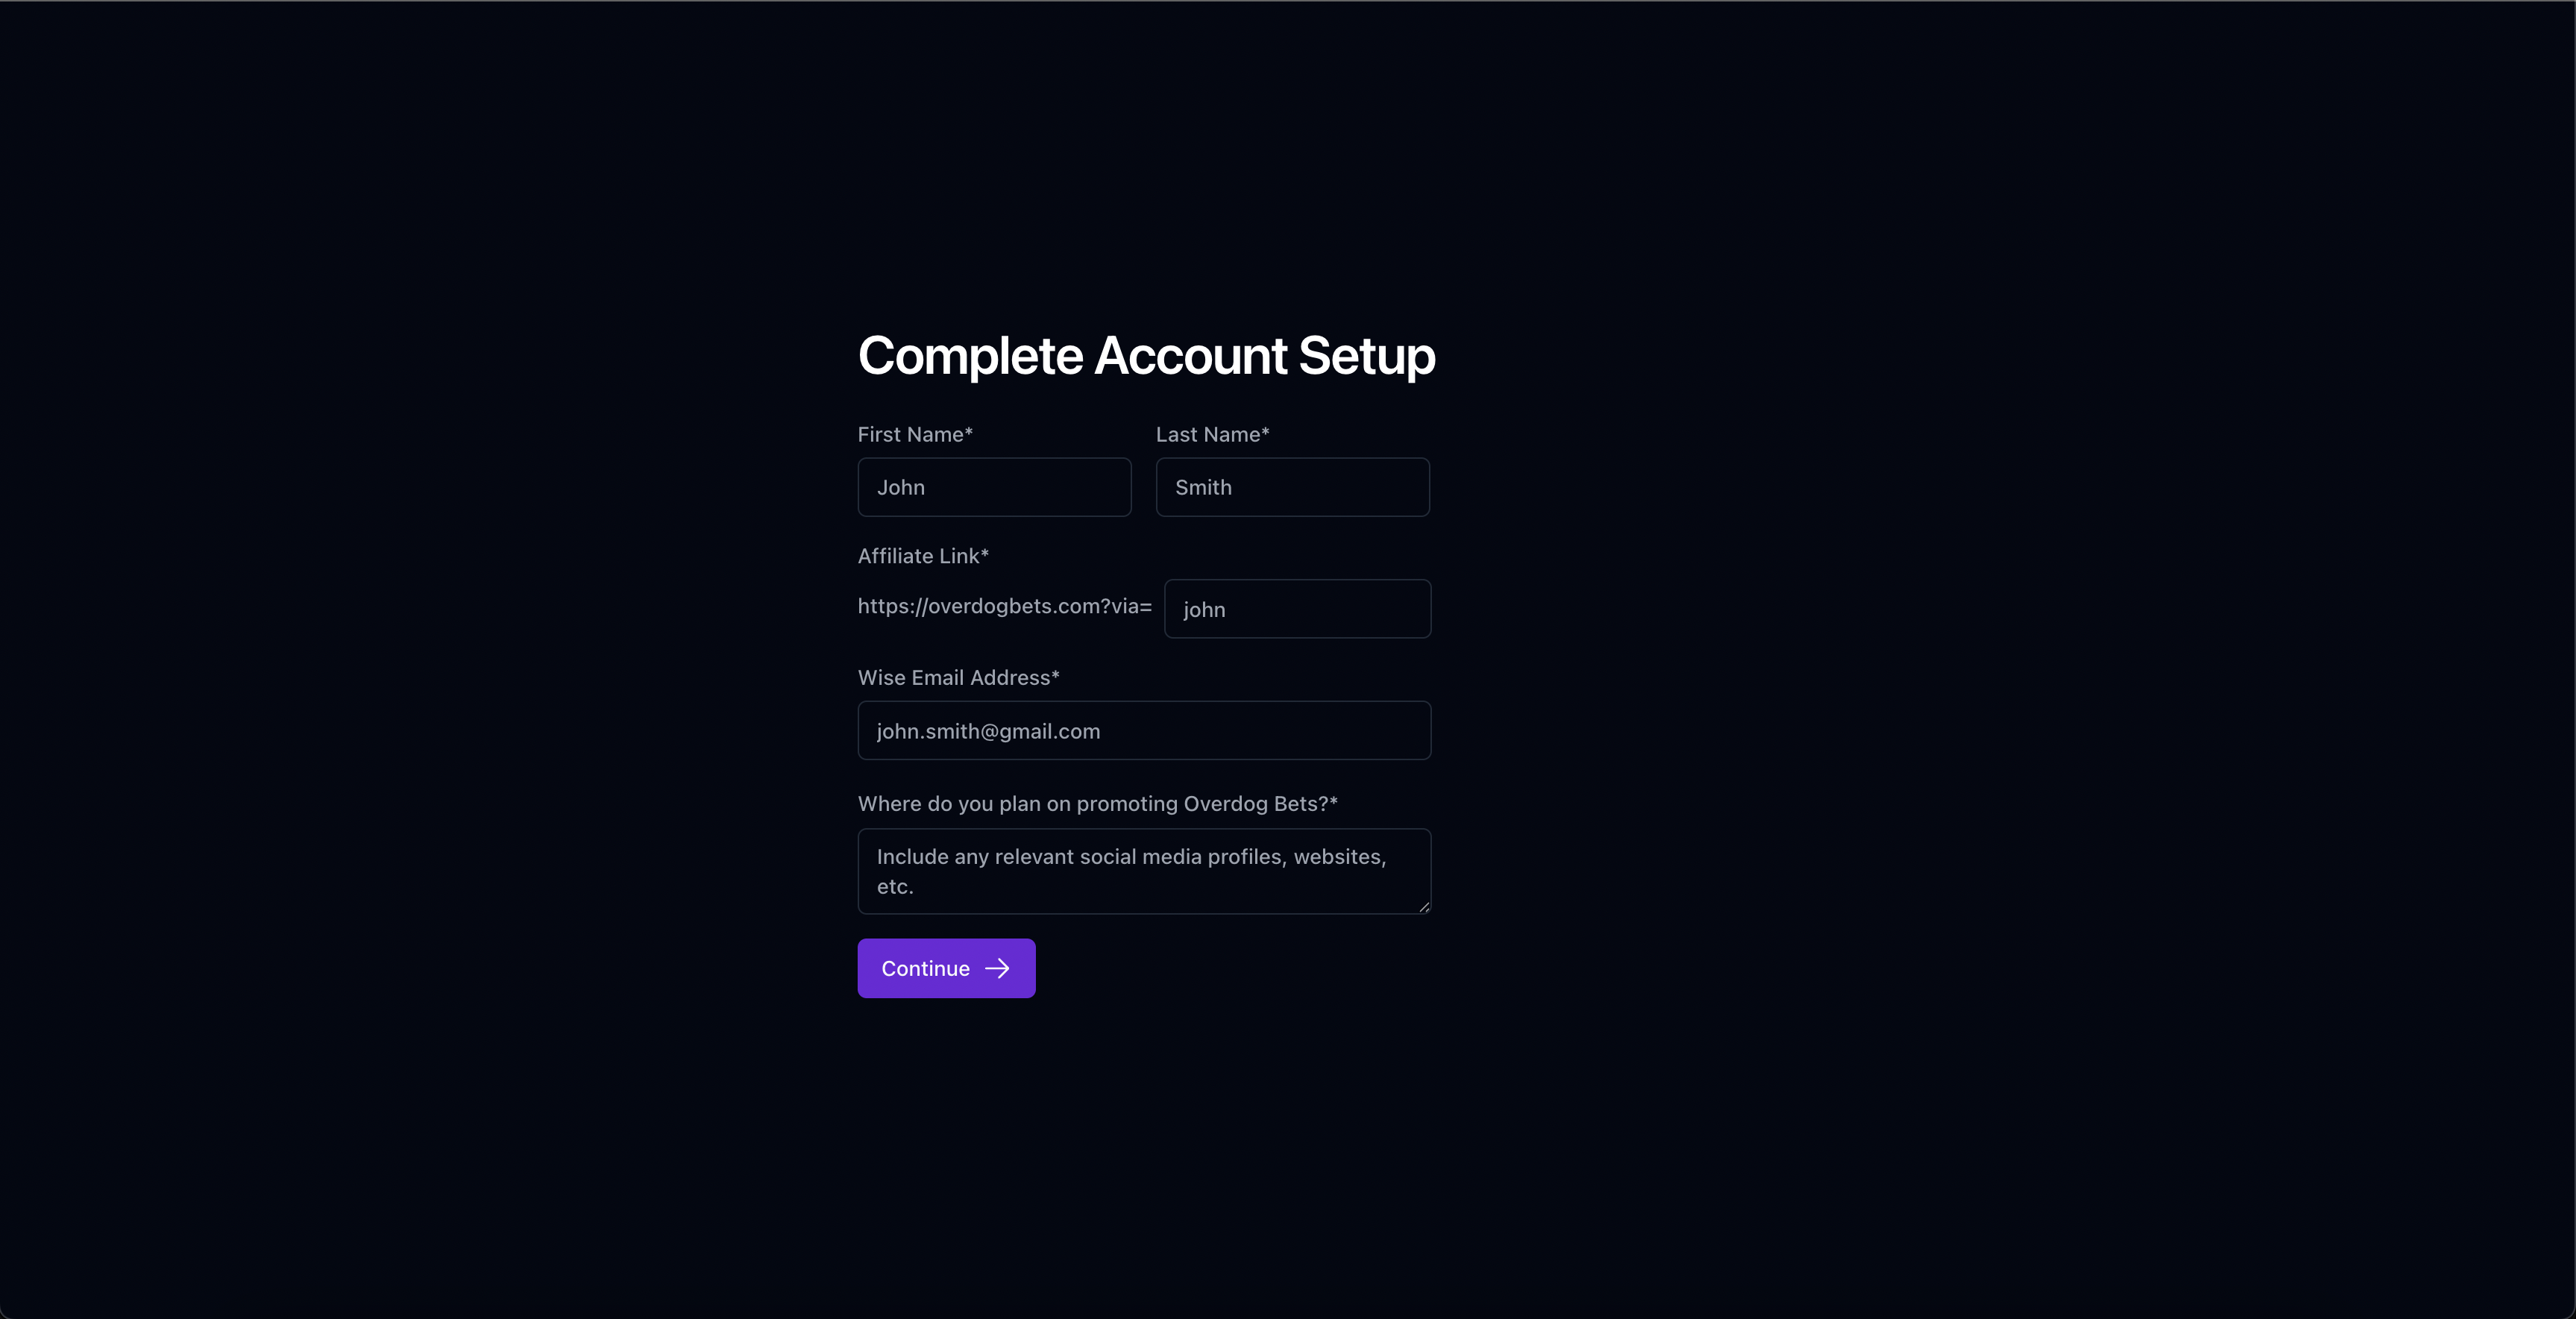 Complete Account Setup
First Name*
Last Name*
John
Smith
Affiliate Link*
https://overdogbets.com?via=
john
Wise Email Address*
john.smith@gmail.com
Where do you plan on promoting Overdog Bets?*
Include any relevant social media profiles, websites,
etc.
Continue